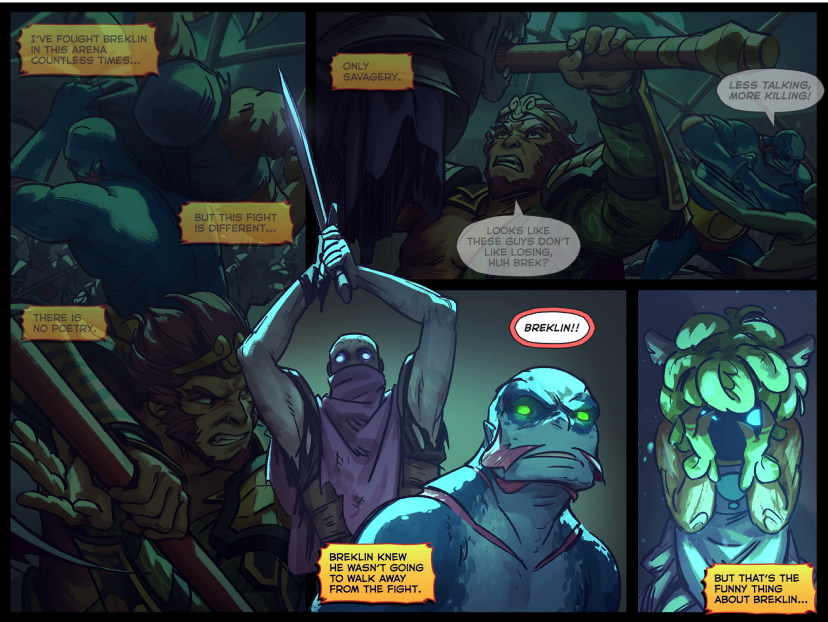 I'VE FOUGHT BREKLIN
IN THIS ARENA
COUNTLESS TIMES...
BUT THIS FIGHT
IS DIFFERENT...
THERE IS
NO POETRY.
ONLY
SAVAGERY.
LOOKS LIKE
THESE GUYS DON'T
LIKE LOSING,
HUH BREK?
LESS TALKING,
MORE KILLING!
BREKLIN!!
BREKLIN KNEW
HE WASN'T GOING
TO WALK AWAY
FROM THE FIGHT.
BUT THAT'S THE
FUNNY THING
ABOUT BREKLIN...